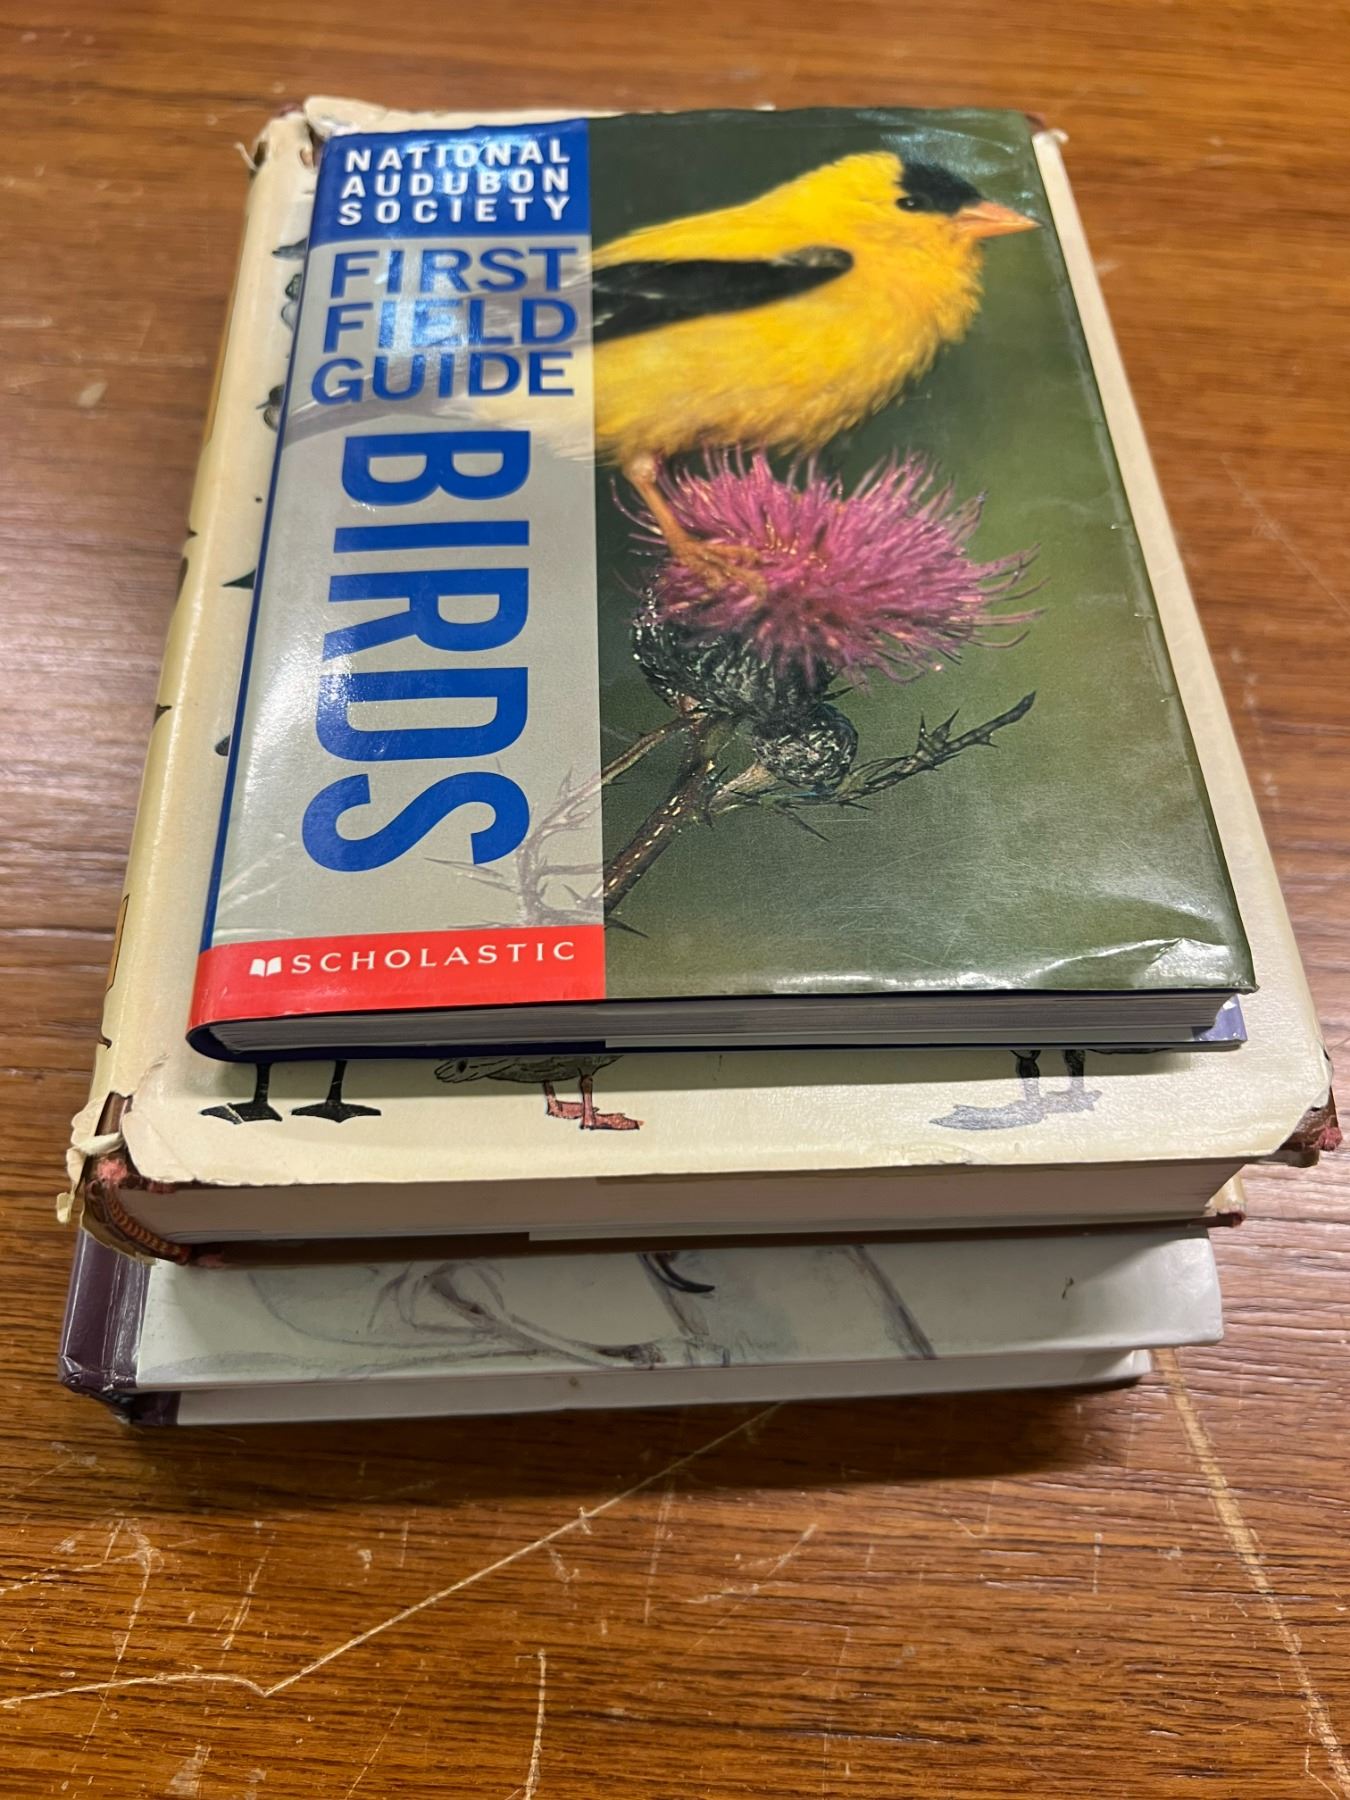 NATIONAL
AUDUBON
SOCIETY
FIRST
FIELD
GUIDE
BIRDS
SCHOLASTIC